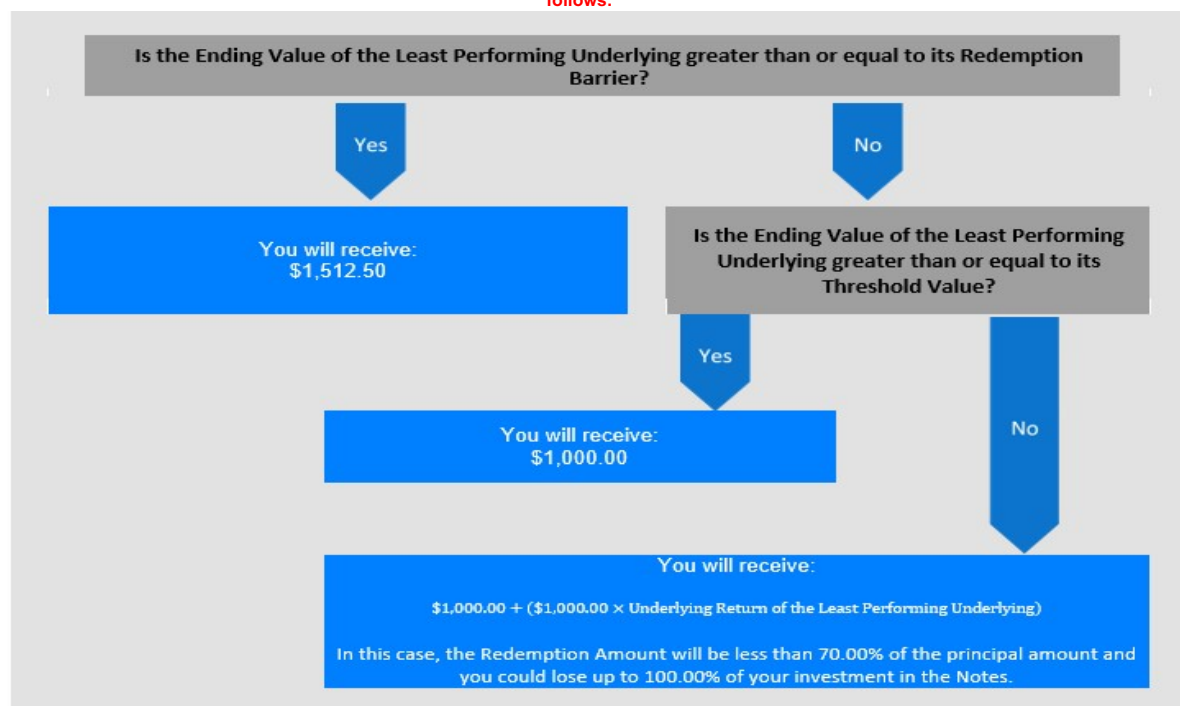 follows:
Is the Ending Value of the Least Performing Underlying greater than or equal to its Redemption
Barrier?
Yes
No
You will receive:
$1,512.50
Is the Ending Value of the Least Performing
Underlying greater than or equal to its
Threshold Value?
Yes
No
You will receive:
$1,000.00
You will receive:
$1,000.00 + ($1,000.00 × Underlying Return of the Least Performing Underlying)
In this case, the Redemption Amount will be less than 70.00% of the principal amount and
you could lose up to 100.00% of your investment in the Notes.